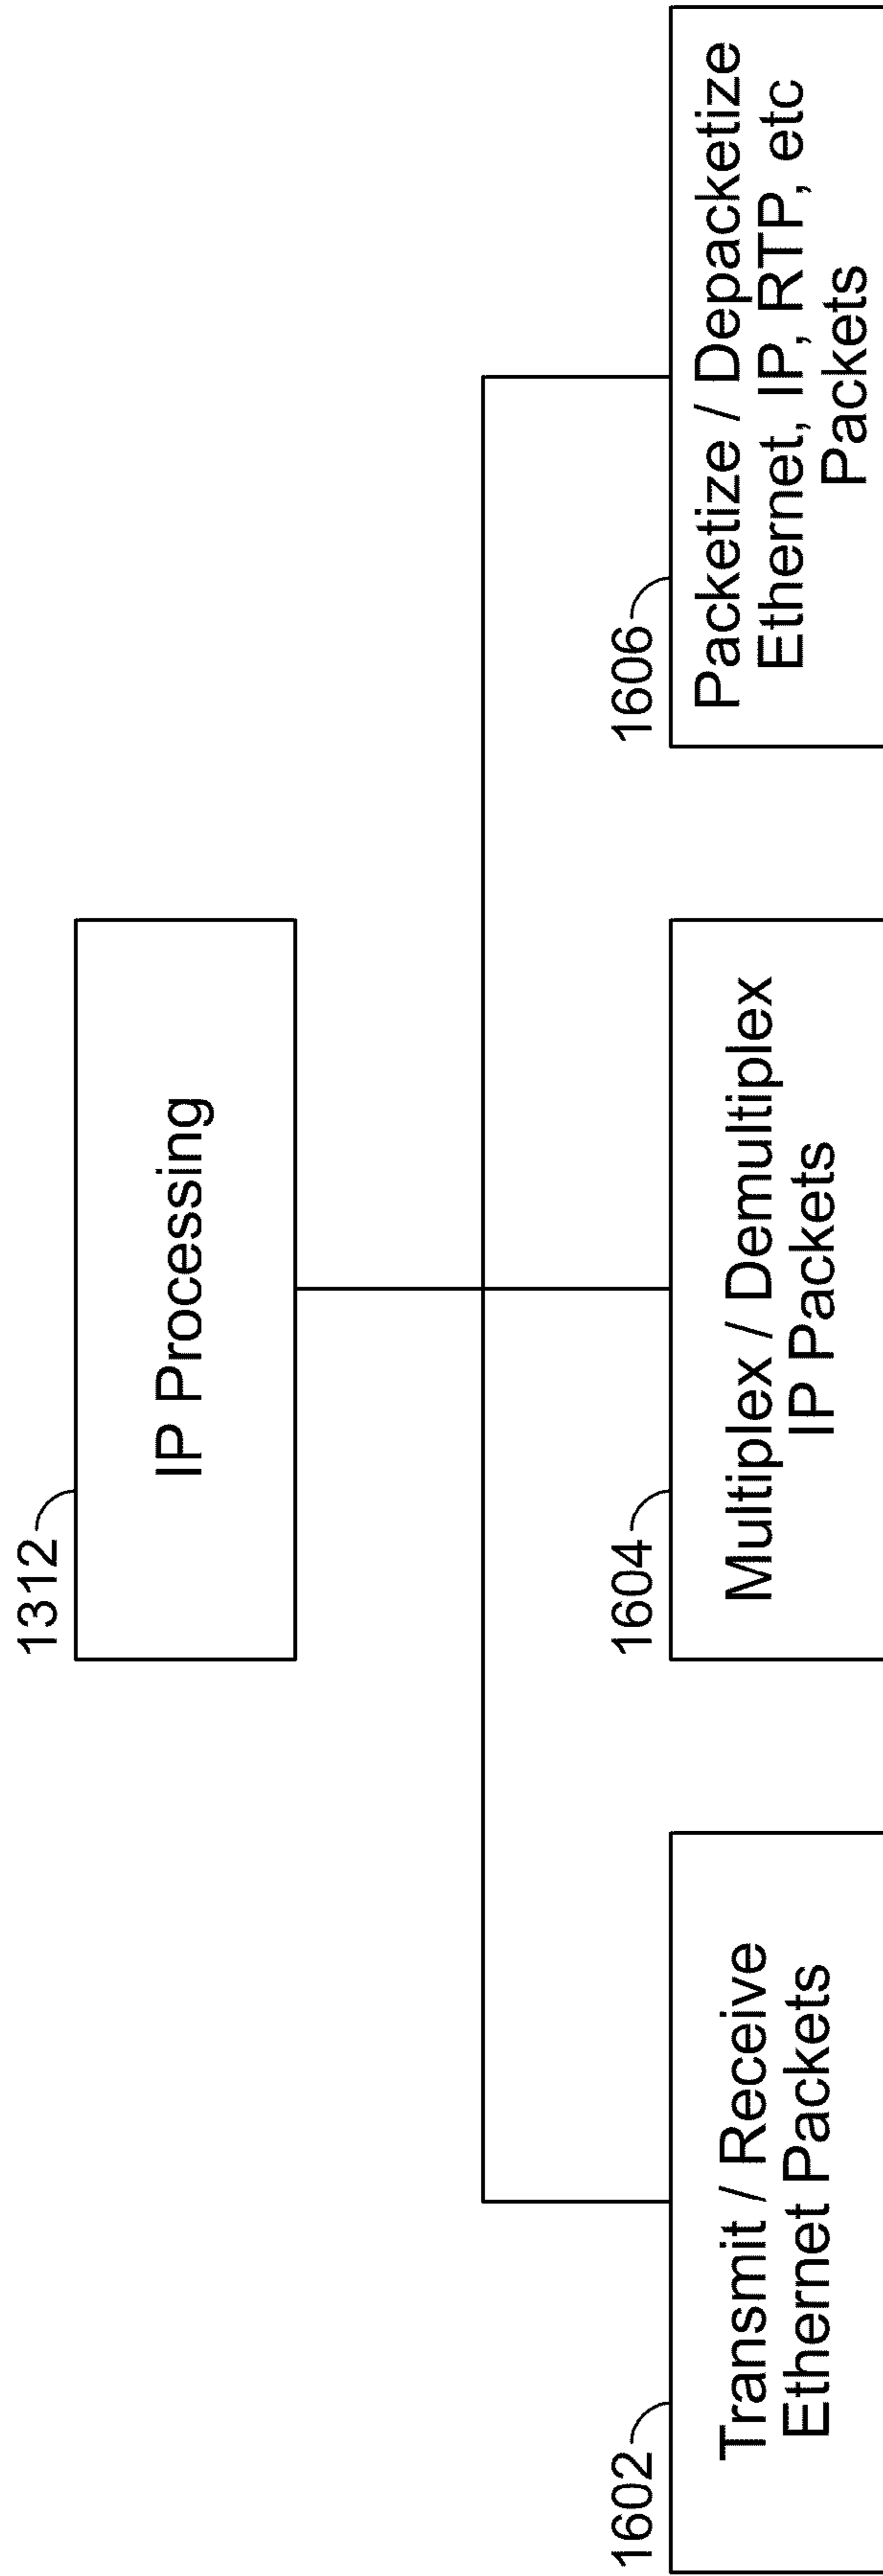 1312
IP Processing
1602
Transmit / Receive
Ethernet Packets
1604
Multiplex / Demultiplex
IP Packets
1606
Packetize / Depacketize
Ethernet, IP, RTP, etc
Packets